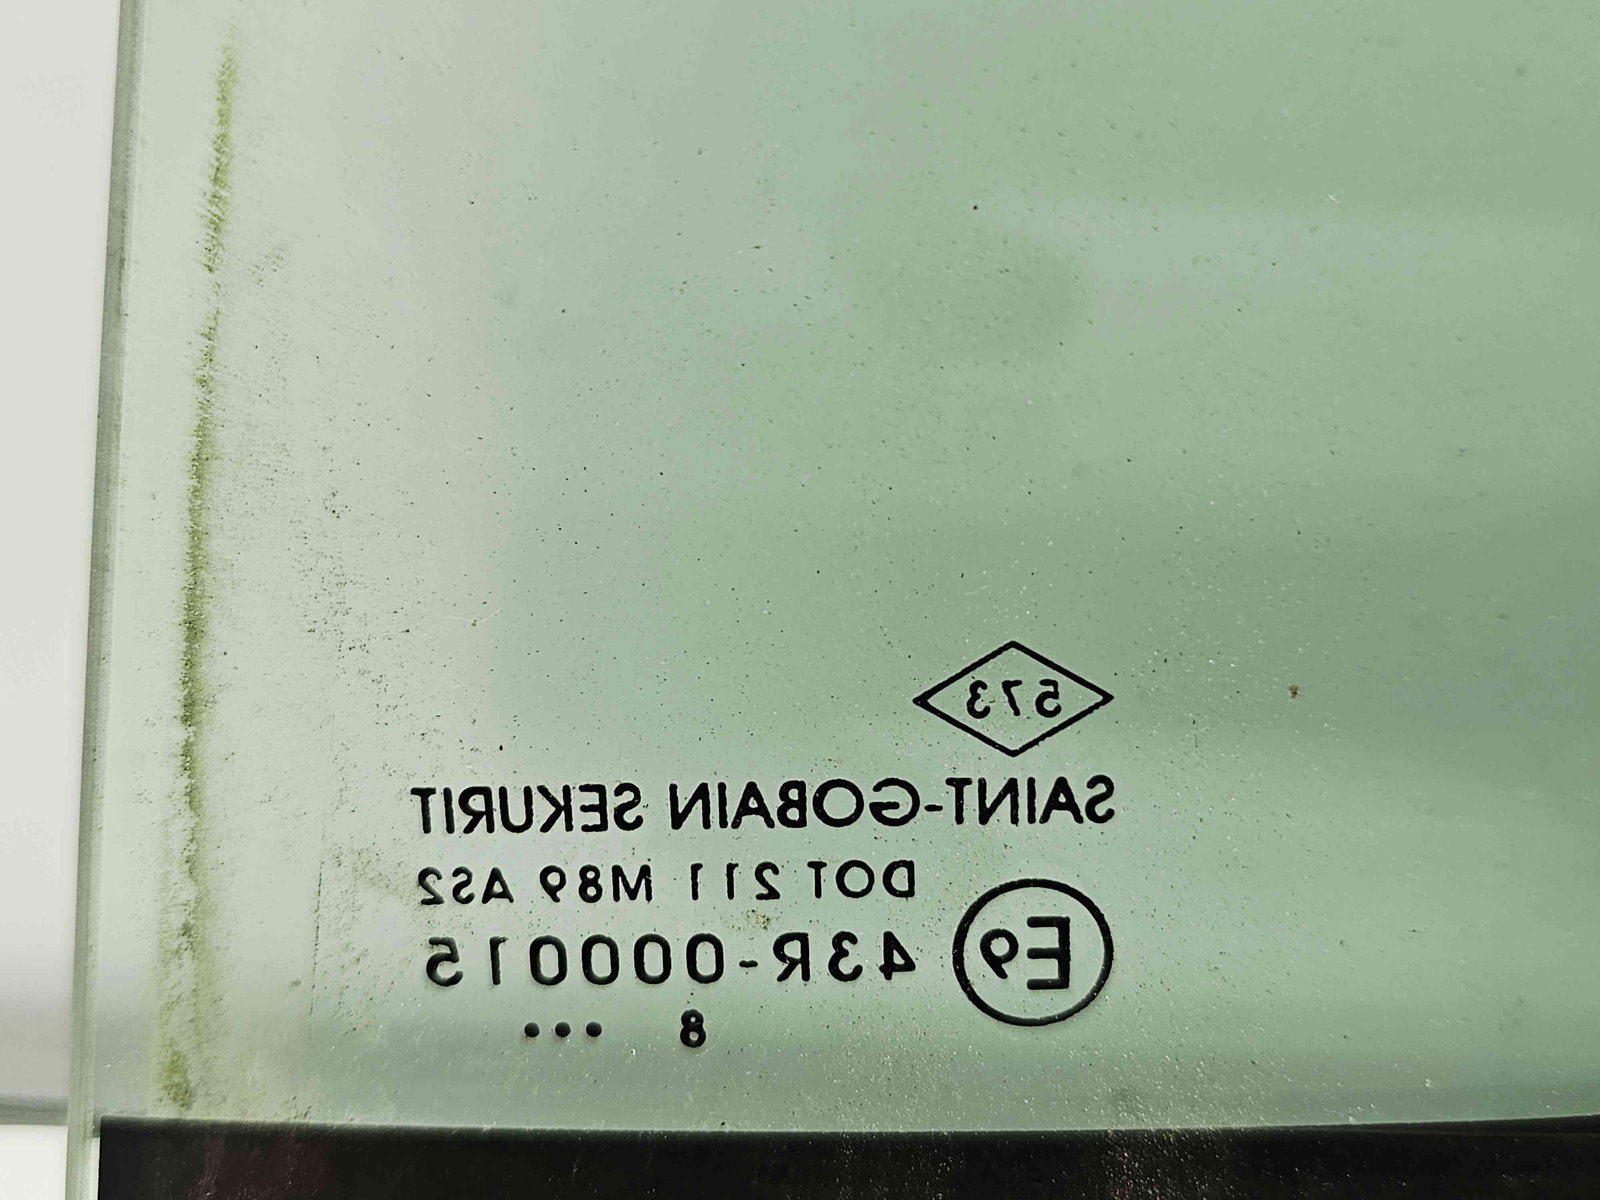 573
SAINT-GOBAIN SEKURIT
DOT 211 M89 AS2
E9 43R-000015
8 •••